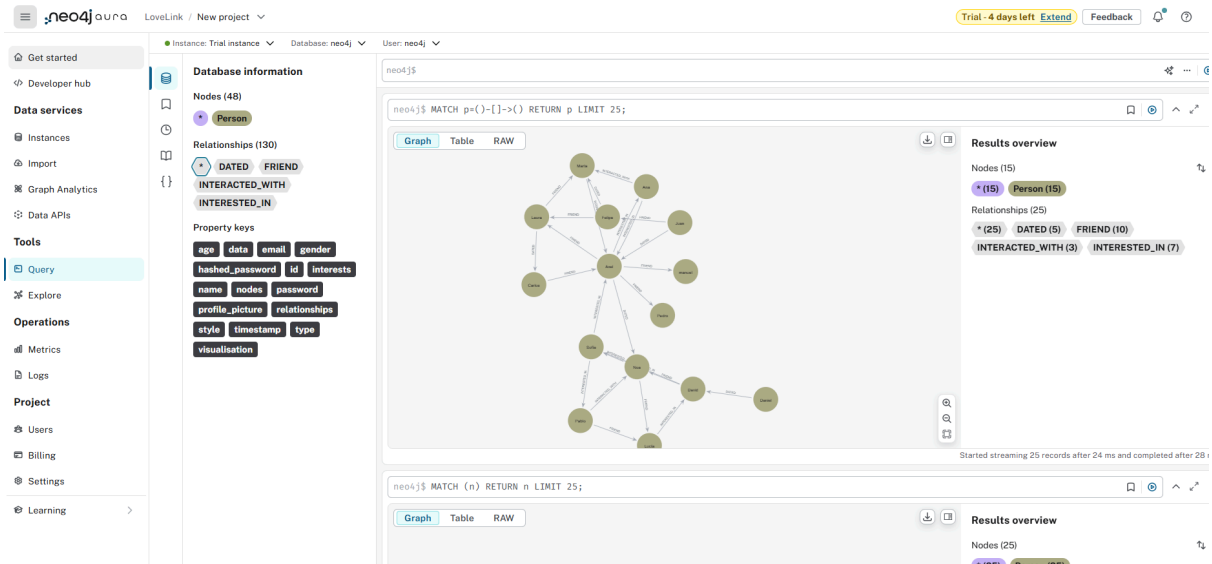 neo4j aura
LoveLink / New project
Trial - 4 days left Extend
Feedback
Instance: Trial instance
Database: neo4j
User: neo4j
Get started
Developer hub
Data services
Instances
Import
Graph Analytics
Data APIs
Tools
Query
Explore
Operations
Metrics
Logs
Project
Users
Billing
Settings
Learning
Database information
Nodes (48)
* Person
Relationships (130)
* DATED FRIEND
INTERACTED_WITH
INTERESTED_IN
Property keys
age data email gender
hashed_password id interests
name nodes password
profile_picture relationships
style timestamp type
visualisation
neo4j$
neo4j$ MATCH p=()-[]->() RETURN p LIMIT 25;
Graph Table RAW
Results overview
Nodes (15)
* (15) Person (15)
Relationships (25)
* (25) DATED (5) FRIEND (10)
INTERACTED_WITH (3) INTERESTED_IN (7)
Started streaming 25 records after 24 ms and completed after 28
neo4j$ MATCH (n) RETURN n LIMIT 25;
Graph Table RAW
Results overview
Nodes (25)